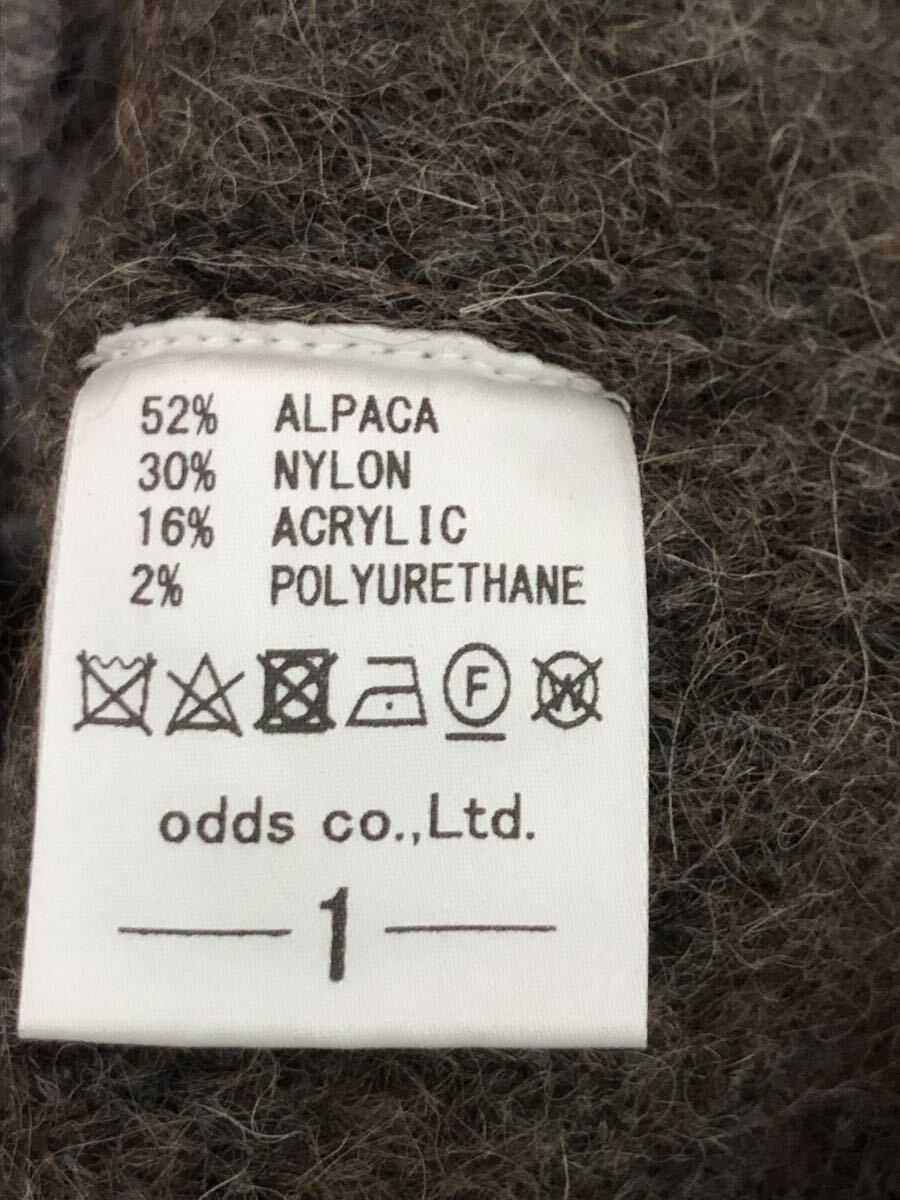 52% ALPACA
30% NYLON
16% ACRYLIC
2% POLYURETHANE
F W
odds co.,Ltd.
1